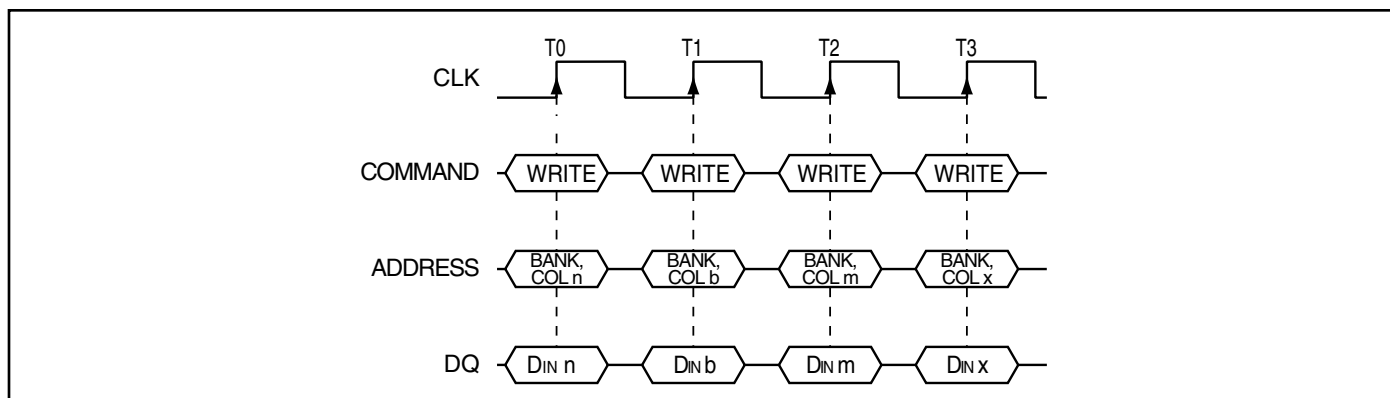 T0 T1 T2 T3
CLK
COMMAND WRITE WRITE WRITE WRITE
ADDRESS BANK, COL n BANK, COL b BANK, COL m BANK, COL x
DQ DIN n DIN b DIN m DIN x